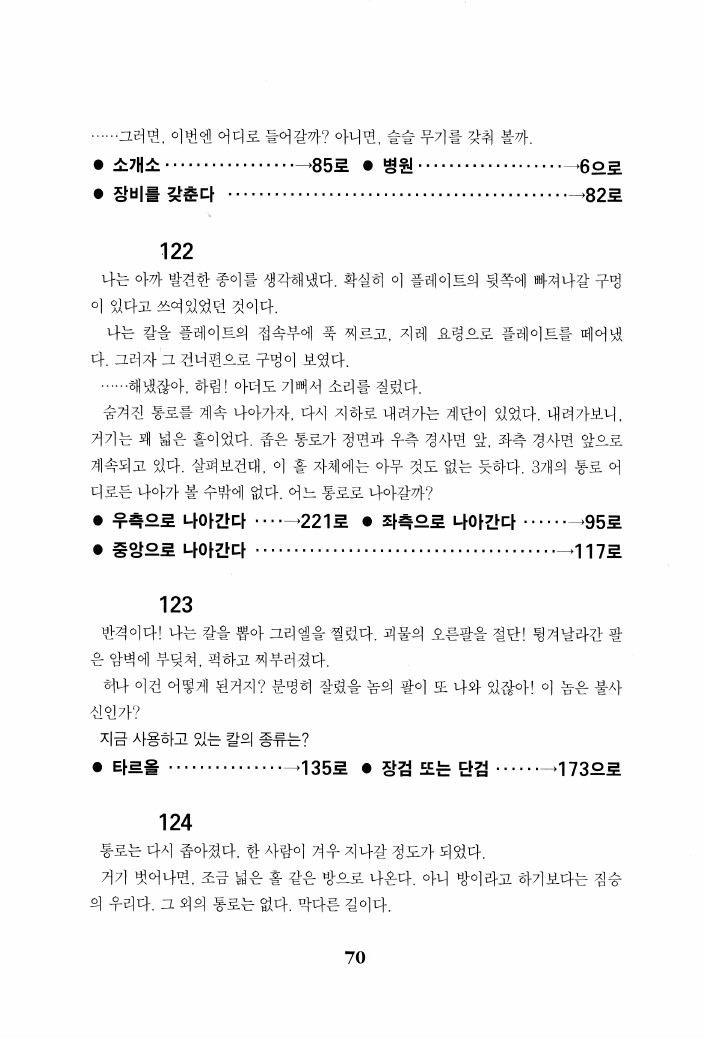 ……그러면, 이번엔 어디로 들어갈까? 아니면, 슬슬 무기를 갖춰 볼까.
● 소개소 ·················→85로 ● 병원 ···················→6으로
● 장비를 갖춘다 ············································→82로
122
나는 아까 발견한 종이를 생각해냈다. 확실히 이 플레이트의 뒷쪽에 빠져나갈 구멍
이 있다고 쓰여있었던 것이다.
나는 칼을 플레이트의 접속부에 푹 찌르고, 지레 요령으로 플레이트를 떼어냈
다. 그러자 그 건너편으로 구멍이 보였다.
……해냈잖아, 하림! 아더도 기뻐서 소리를 질렀다.
숨겨진 통로를 계속 나아가자, 다시 지하로 내려가는 계단이 있었다. 내려가보니,
거기는 꽤 넓은 홀이었다. 좁은 통로가 정면과 우측 경사면 앞, 좌측 경사면 앞으로
계속되고 있다. 살펴보건대, 이 홀 자체에는 아무 것도 없는 듯하다. 3개의 통로 어
디로든 나아가 볼 수밖에 없다. 어느 통로로 나아갈까?
● 우측으로 나아간다 ····→221로 ● 좌측으로 나아간다 ······→95로
● 중앙으로 나아간다 ·······································→117로
123
반격이다! 나는 칼을 뽑아 그리엘을 찔렀다. 괴물의 오른팔을 절단! 튕겨날라간 팔
은 암벽에 부딪쳐, 퍽하고 찌부러졌다.
허나 이건 어떻게 된거지? 분명히 잘렸을 놈의 팔이 또 나와 있잖아! 이 놈은 불사
신인가?
지금 사용하고 있는 칼의 종류는?
● 타르올 ···············→135로 ● 장검 또는 단검 ······→173으로
124
통로는 다시 좁아졌다. 한 사람이 겨우 지나갈 정도가 되었다.
거기 벗어나면, 조금 넓은 홀 같은 방으로 나온다. 아니 방이라고 하기보다는 짐승
의 우리다. 그 외의 통로는 없다. 막다른 길이다.
70